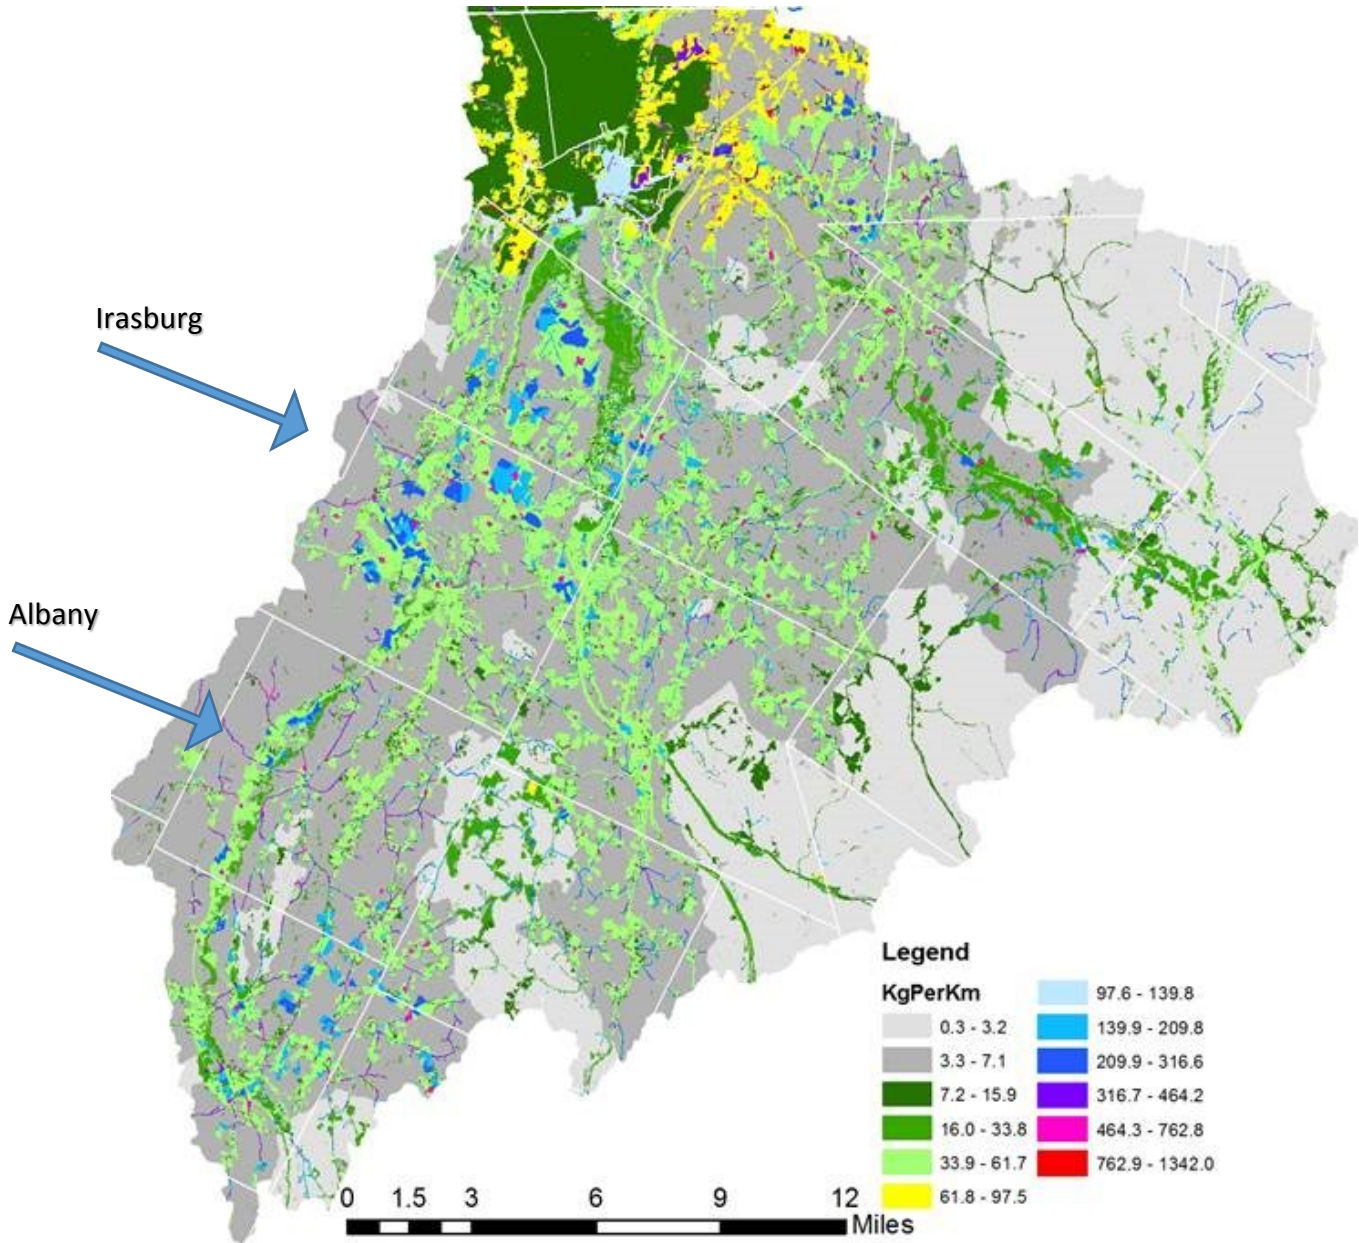 Irasburg
Albany
Legend
KgPerKm
0.3 - 3.2
3.3 - 7.1
7.2 - 15.9
16.0 - 33.8
33.9 - 61.7
61.8 - 97.5
97.6 - 139.8
139.9 - 209.8
209.9 - 316.6
316.7 - 464.2
464.3 - 762.8
762.9 - 1342.0
0 1.5 3 6 9 12
Miles